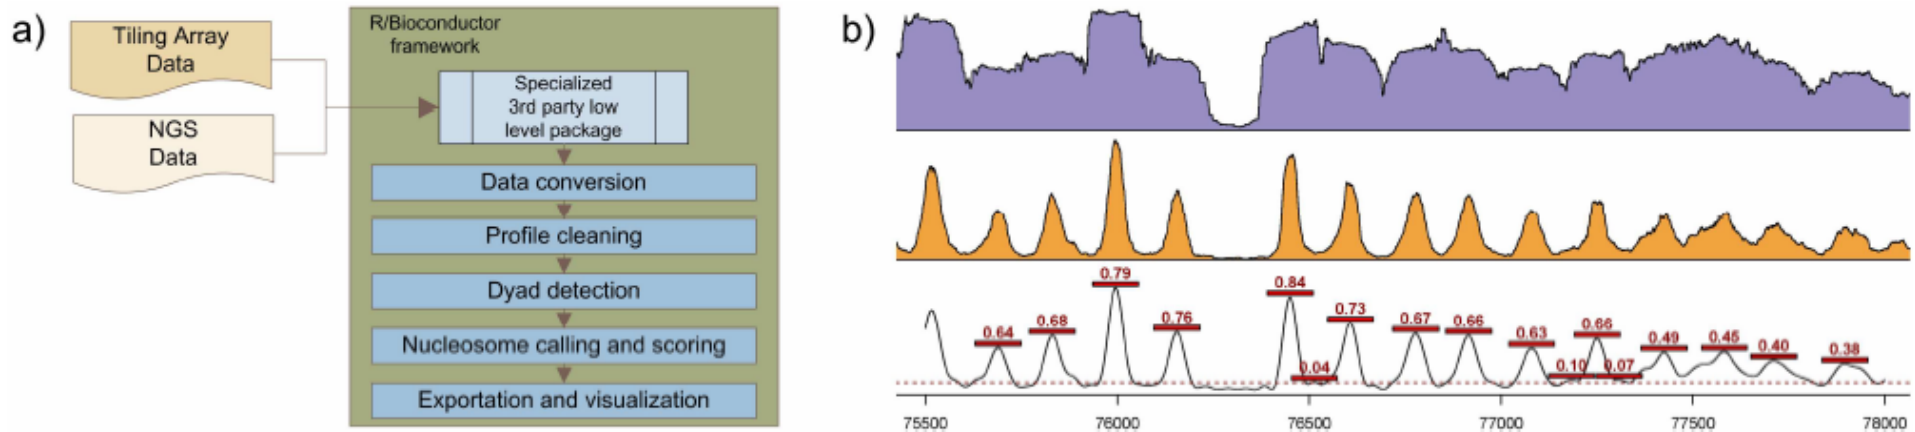 a)
Tiling Array
Data
NGS
Data
R/Bioconductor
framework
Specialized
3rd party low
level package
Data conversion
Profile cleaning
Dyad detection
Nucleosome calling and scoring
Exportation and visualization
b)
0.64
0.68
0.79
0.76
0.84
0.04
0.73
0.67
0.66
0.63
0.10
0.66
0.07
0.49
0.45
0.40
0.38
75500 76000 76500 77000 77500 78000